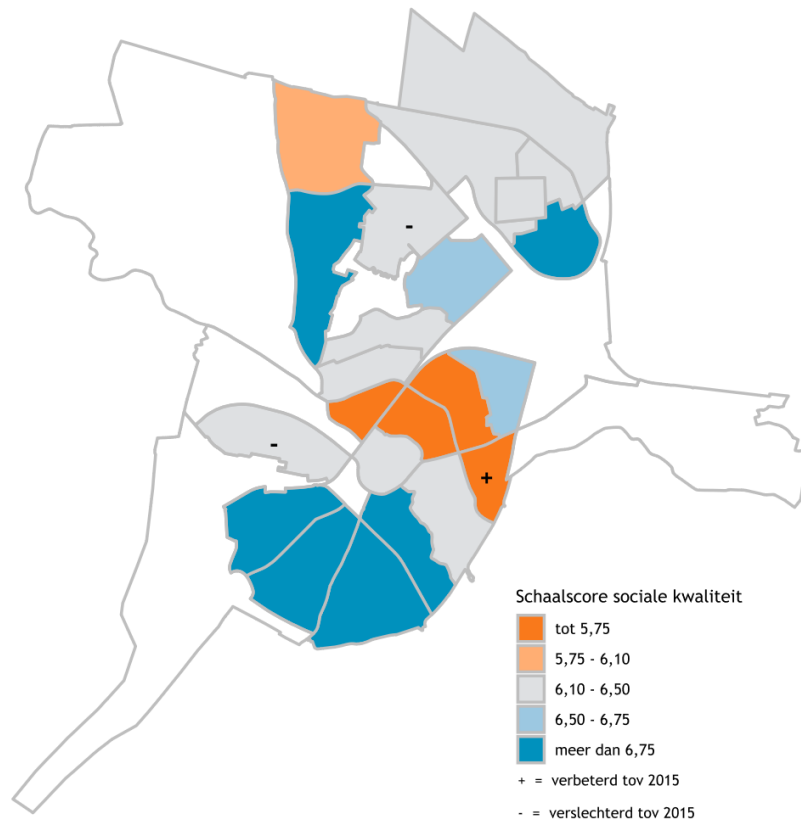 -
-
+
Schaalscore sociale kwaliteit
tot 5,75
5,75 - 6,10
6,10 - 6,50
6,50 - 6,75
meer dan 6,75
+ = verbeterd tov 2015
- = verslechterd tov 2015